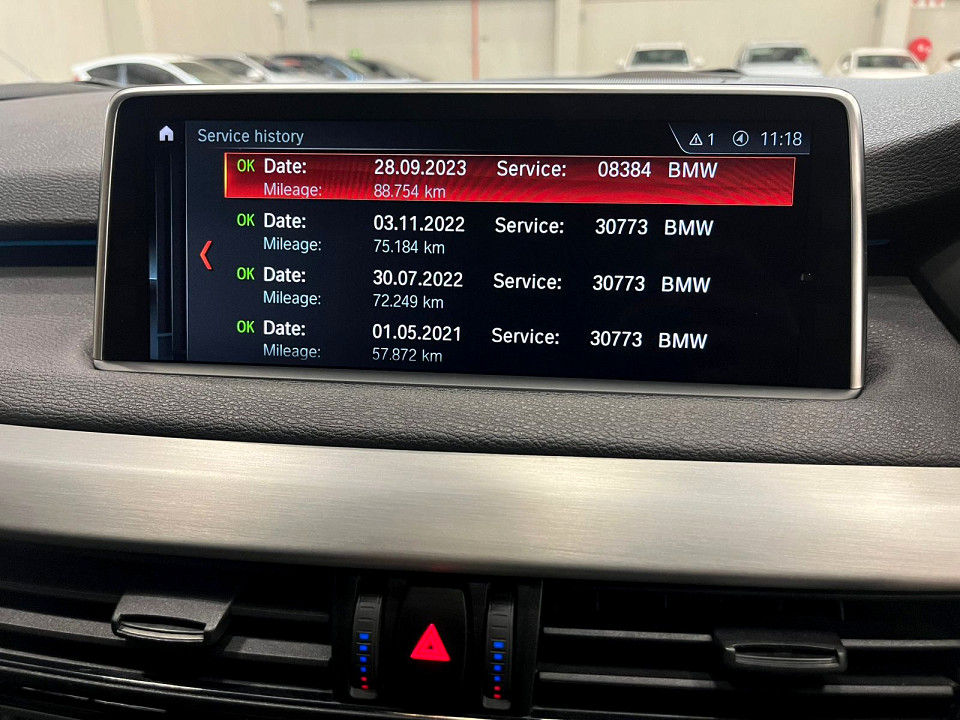 Service history 1 11:18
OK Date: 28.09.2023 Service: 08384 BMW
Mileage: 88.754 km
OK Date: 03.11.2022 Service: 30773 BMW
Mileage: 75.184 km
OK Date: 30.07.2022 Service: 30773 BMW
Mileage: 72.249 km
OK Date: 01.05.2021 Service: 30773 BMW
Mileage: 57.872 km